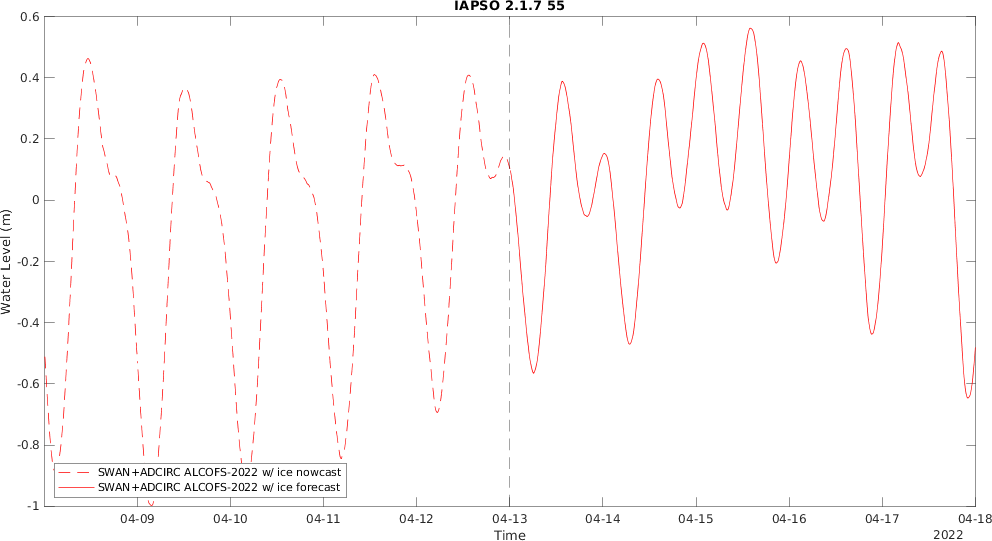 IAPSO 2.1.7 55
0.6
0.4
0.2
0
-0.2
-0.4
-0.6
-0.8
-1
Water Level (m)
SWAN+ADCIRC ALCOFS-2022 w/ ice nowcast
SWAN+ADCIRC ALCOFS-2022 w/ ice forecast
04-09 04-10 04-11 04-12 04-13 04-14 04-15 04-16 04-17 04-18
Time
2022